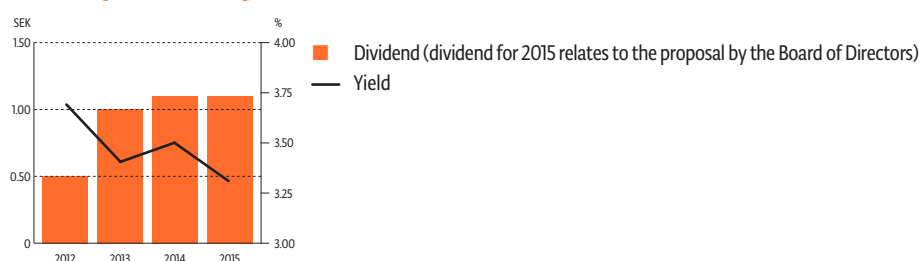 SEK
%
1.50
4.00
Dividend (dividend for 2015 relates to the proposal by the Board of Directors)
3.75
Yield
1.00
3.50
0.50
3.25
0
3.00
2012 2013 2014 2015